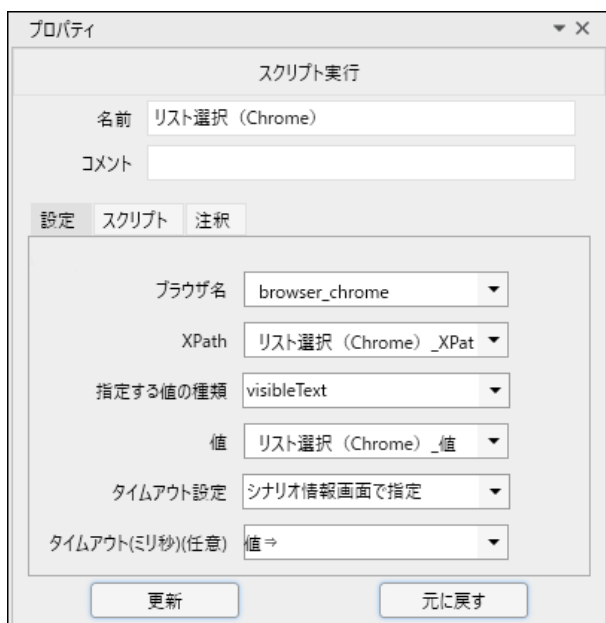 プロパティ
スクリプト実行
名前 リスト選択（Chrome）
コメント
設定 スクリプト 注釈
ブラウザ名 browser_chrome
XPath リスト選択（Chrome）_XPat
指定する値の種類 visibleText
値 リスト選択（Chrome）_値
タイムアウト設定 シナリオ情報画面で指定
タイムアウト(ミリ秒)(任意) 値⇒
更新 元に戻す